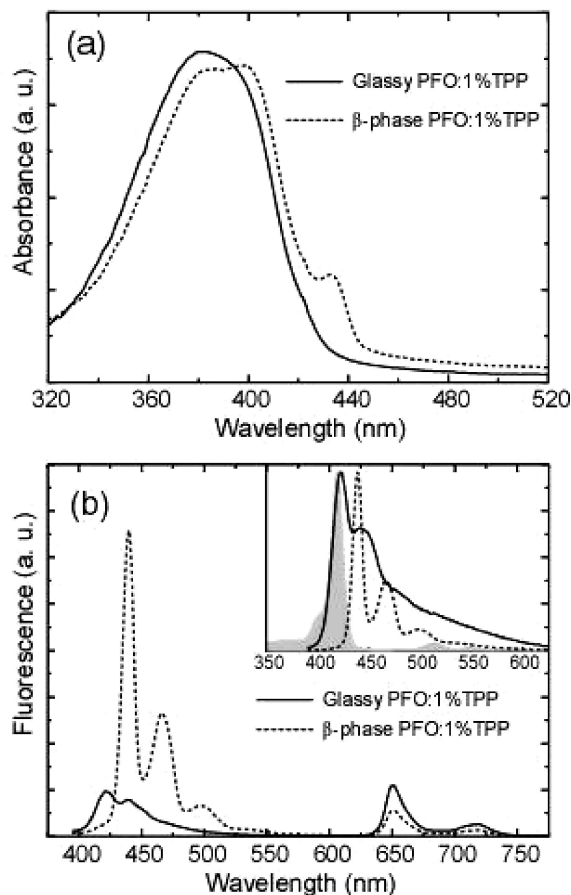 (a)
Glassy PFO:1%TPP
β-phase PFO:1%TPP
Absorbance (a. u.)
320 360 400 440 480 520
Wavelength (nm)
(b)
350 400 450 500 550 600
Glassy PFO:1%TPP
β-phase PFO:1%TPP
Fluorescence (a. u.)
400 450 500 550 600 650 700 750
Wavelength (nm)